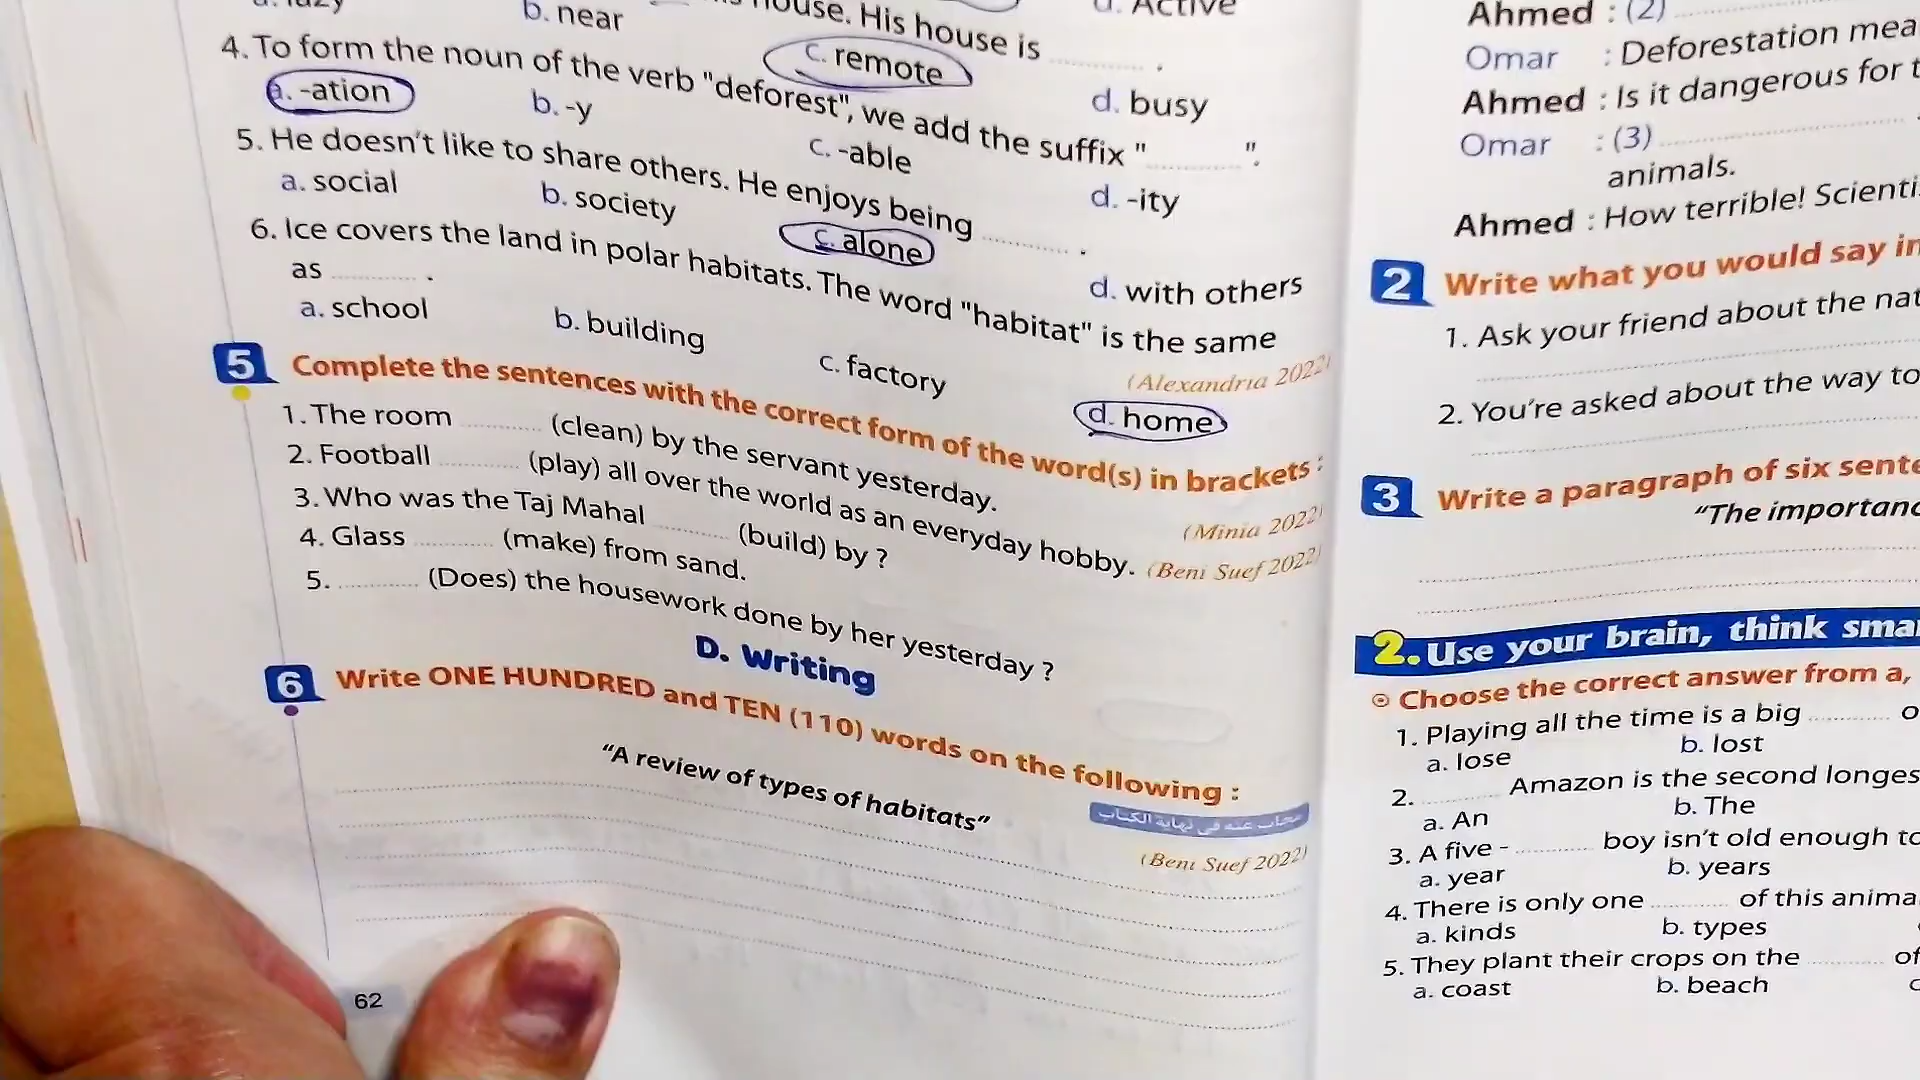 a. lazy b. near house. His house is .......... . d. Active
c. remote d. busy
4. To form the noun of the verb "deforest", we add the suffix "..........".
a. -ation b. -y c. -able d. -ity
5. He doesn't like to share others. He enjoys being .......... .
a. social b. society c. alone d. with others
6. Ice covers the land in polar habitats. The word "habitat" is the same
as .......... . (Alexandria 2022)
a. school b. building c. factory d. home
5 Complete the sentences with the correct form of the word(s) in brackets :
1. The room .......... (clean) by the servant yesterday. (Minia 2022)
2. Football .......... (play) all over the world as an everyday hobby. (Beni Suef 2022)
3. Who was the Taj Mahal .......... (build) by ?
4. Glass .......... (make) from sand.
5. .......... (Does) the housework done by her yesterday ?
D. Writing
6 Write ONE HUNDRED and TEN (110) words on the following :
"A review of types of habitats"
مجاب عنه في نهاية الكتاب
(Beni Suef 2022)
62
Ahmed : (2)
Omar : Deforestation
Ahmed : Is it dangerous for
Omar : (3)
animals.
Ahmed : How terrible!
2 Write what you would say in
1. Ask your friend about the
2. You're asked about the way to
3 Write a paragraph of six
"The
2. Use your brain, think
Choose the correct answer from a,
1. Playing all the time is a big ..........
a. lose b. lost
2. .......... Amazon is the second
a. An b. The
3. A five - .......... boy isn't old enough to
a. year b. years
4. There is only one .......... of this
a. kinds b. types
5. They plant their crops on the .......... of
a. coast b. beach